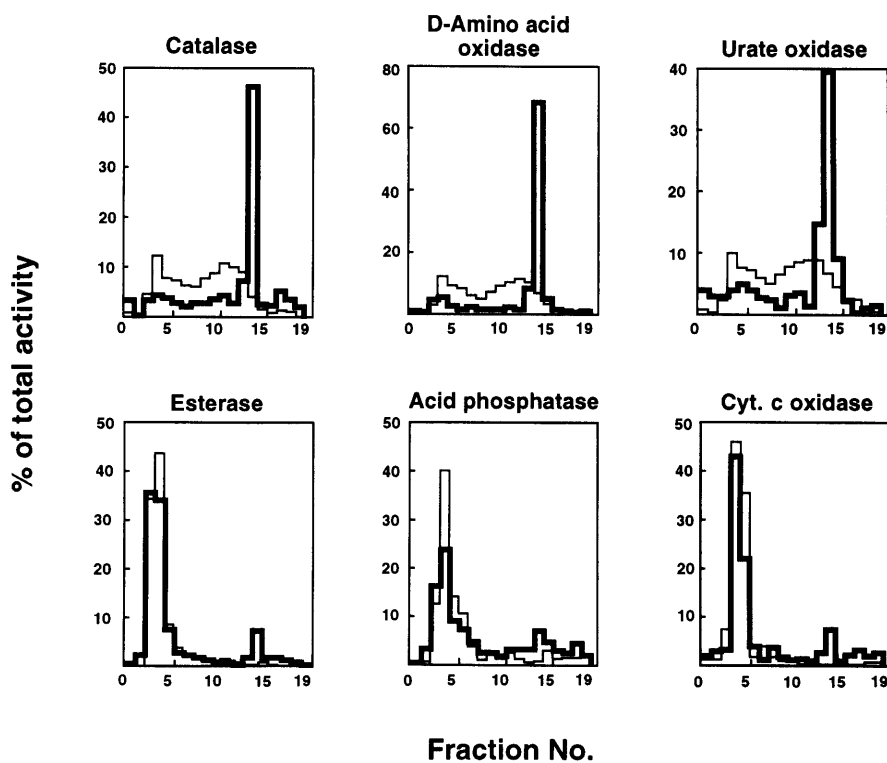 Catalase
D-Amino acid
oxidase
Urate oxidase
50
40
30
20
10
0 5 10 15 19
80
60
40
20
0 5 10 15 19
40
30
20
10
0 5 10 15 19
% of total activity
Esterase
Acid phosphatase
Cyt. c oxidase
50
40
30
20
10
0 5 10 15 19
50
40
30
20
10
0 5 10 15 19
50
40
30
20
10
0 5 10 15 19
Fraction No.